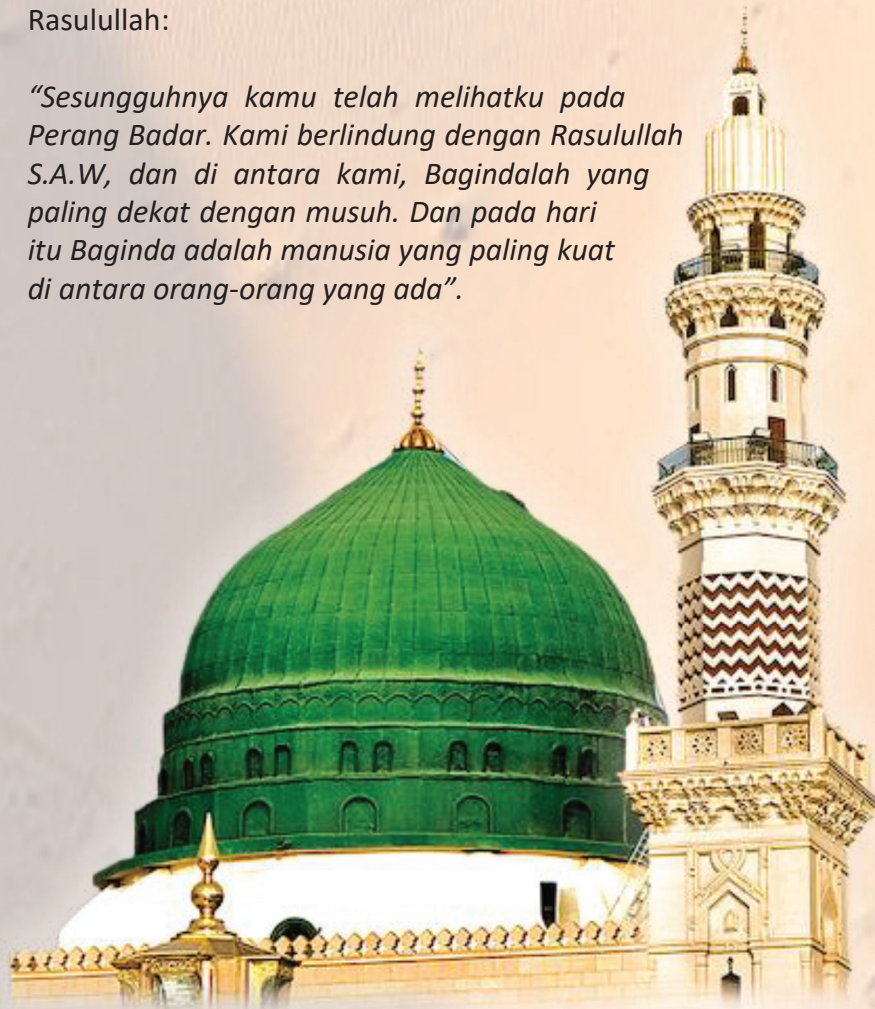 Rasulullah:
“Sesungguhnya kamu telah melihatku pada
Perang Badar. Kami berlindung dengan Rasulullah
S.A.W, dan di antara kami, Bagindalah yang
paling dekat dengan musuh. Dan pada hari
itu Baginda adalah manusia yang paling kuat
di antara orang-orang yang ada”.